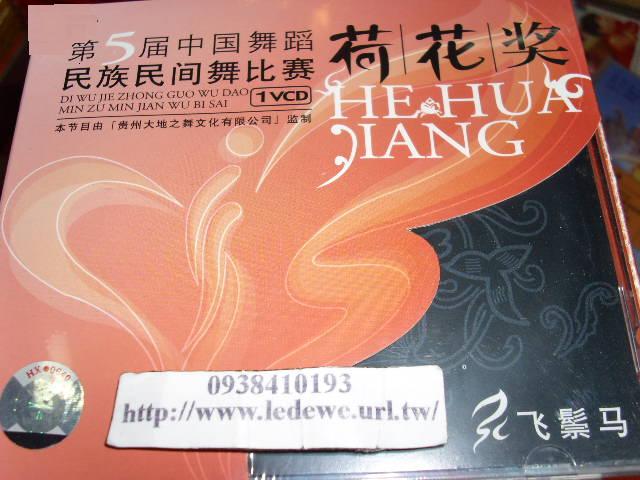 第5届中国舞蹈
民族民间舞比赛
DI WU JIE ZHONG GUO WU DAO
MIN ZU MIN JIAN WU BI SAI
1VCD
本节目由「贵州大地之舞文化有限公司」监制
荷花奖
HE HUA
JIANG
0938410193
http://www.ledewe.url.tw/
飞鬃马